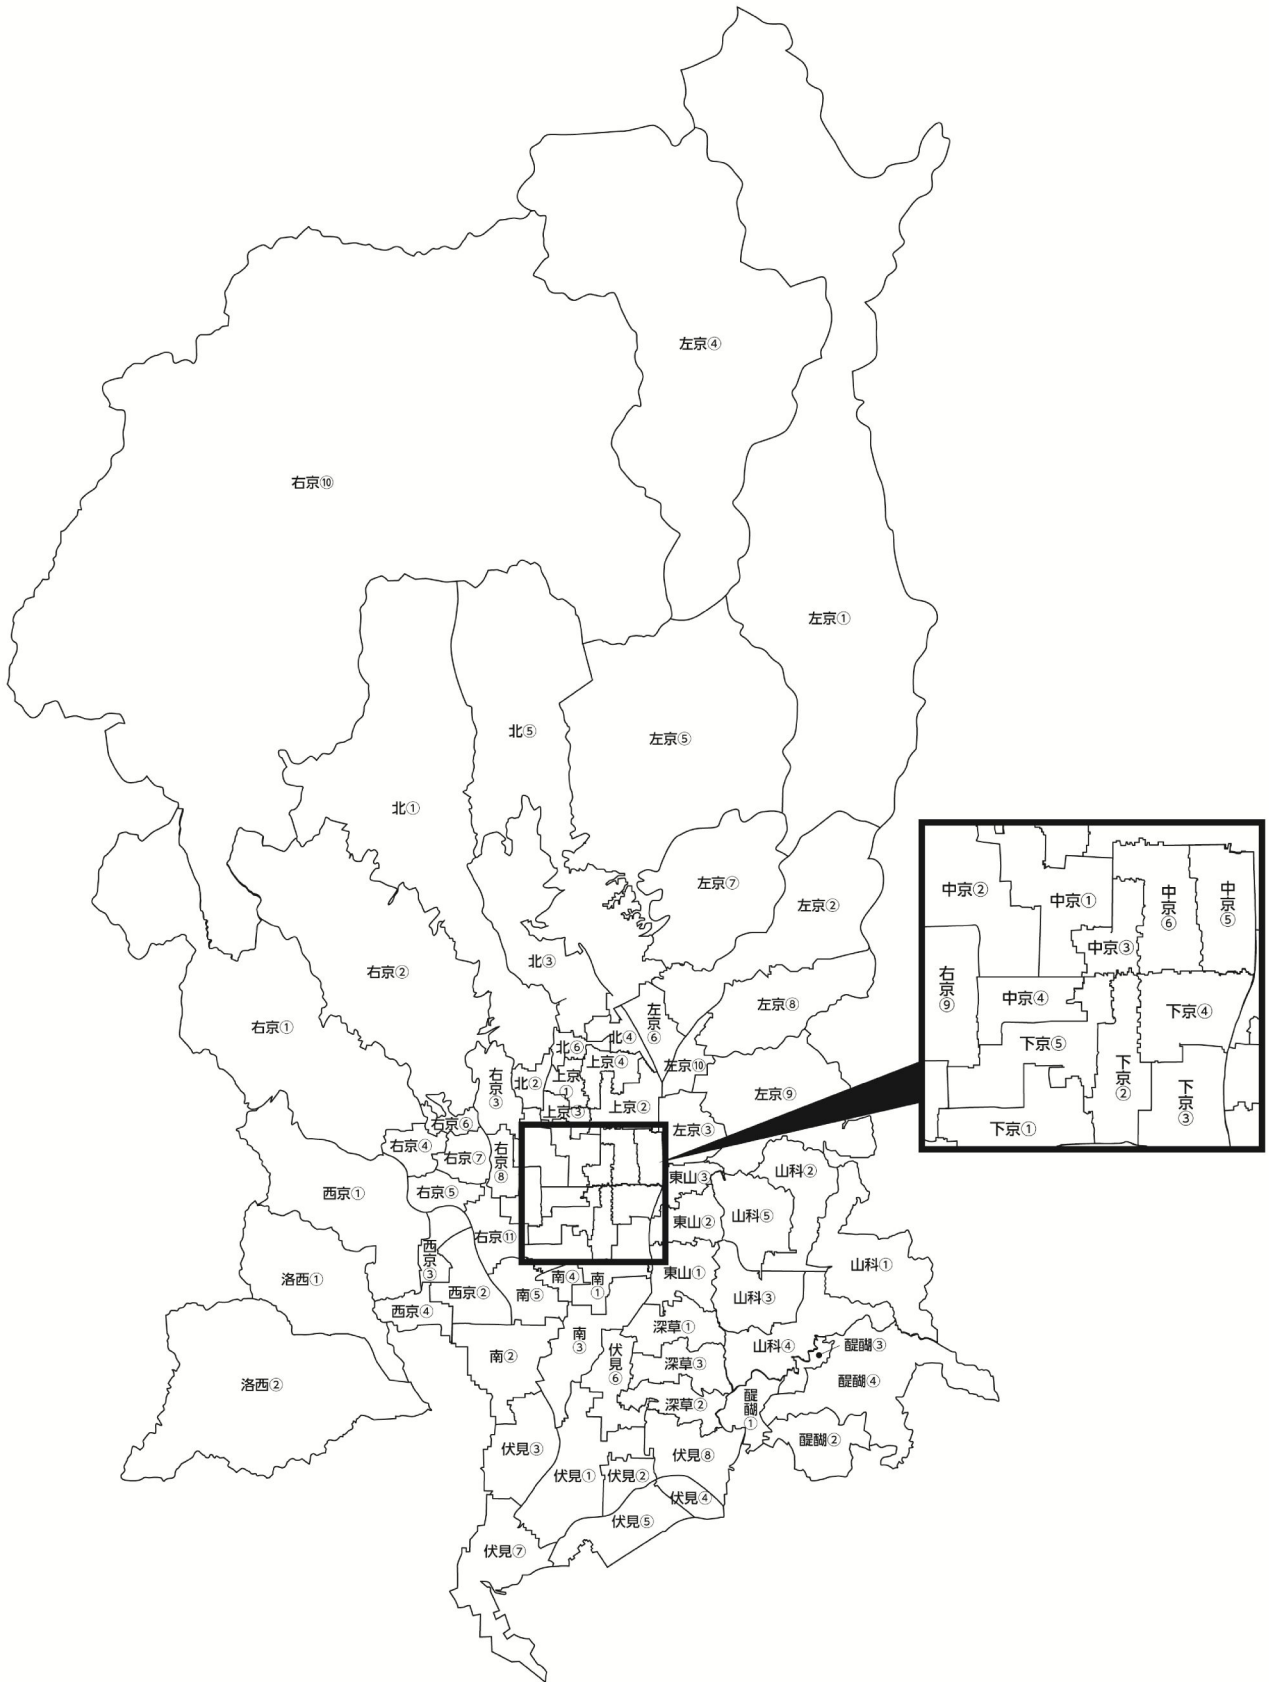 左京④
右京⑩
左京①
北⑤
左京⑤
北①
左京⑦
左京②
中京②
中京①
中京⑥
中京⑤
中京③
右京⑨
中京④
下京④
下京⑤
下京②
下京③
下京①
北③
右京②
左京⑧
右京①
左京⑥
北④
北⑥
上京④
左京⑩
右京③
北②
上京①
左京⑨
上京③
上京②
右京⑥
左京③
右京④
右京⑦
右京⑧
東山③
山科②
西京①
右京⑤
東山②
山科⑤
右京⑪
西京③
洛西①
南④
南①
東山①
山科①
西京②
南⑤
山科③
西京④
深草①
南③
山科④
醍醐③
南②
伏見⑥
深草③
洛西②
醍醐④
深草②
醍醐①
醍醐②
伏見③
伏見⑧
伏見①
伏見②
伏見④
伏見⑤
伏見⑦